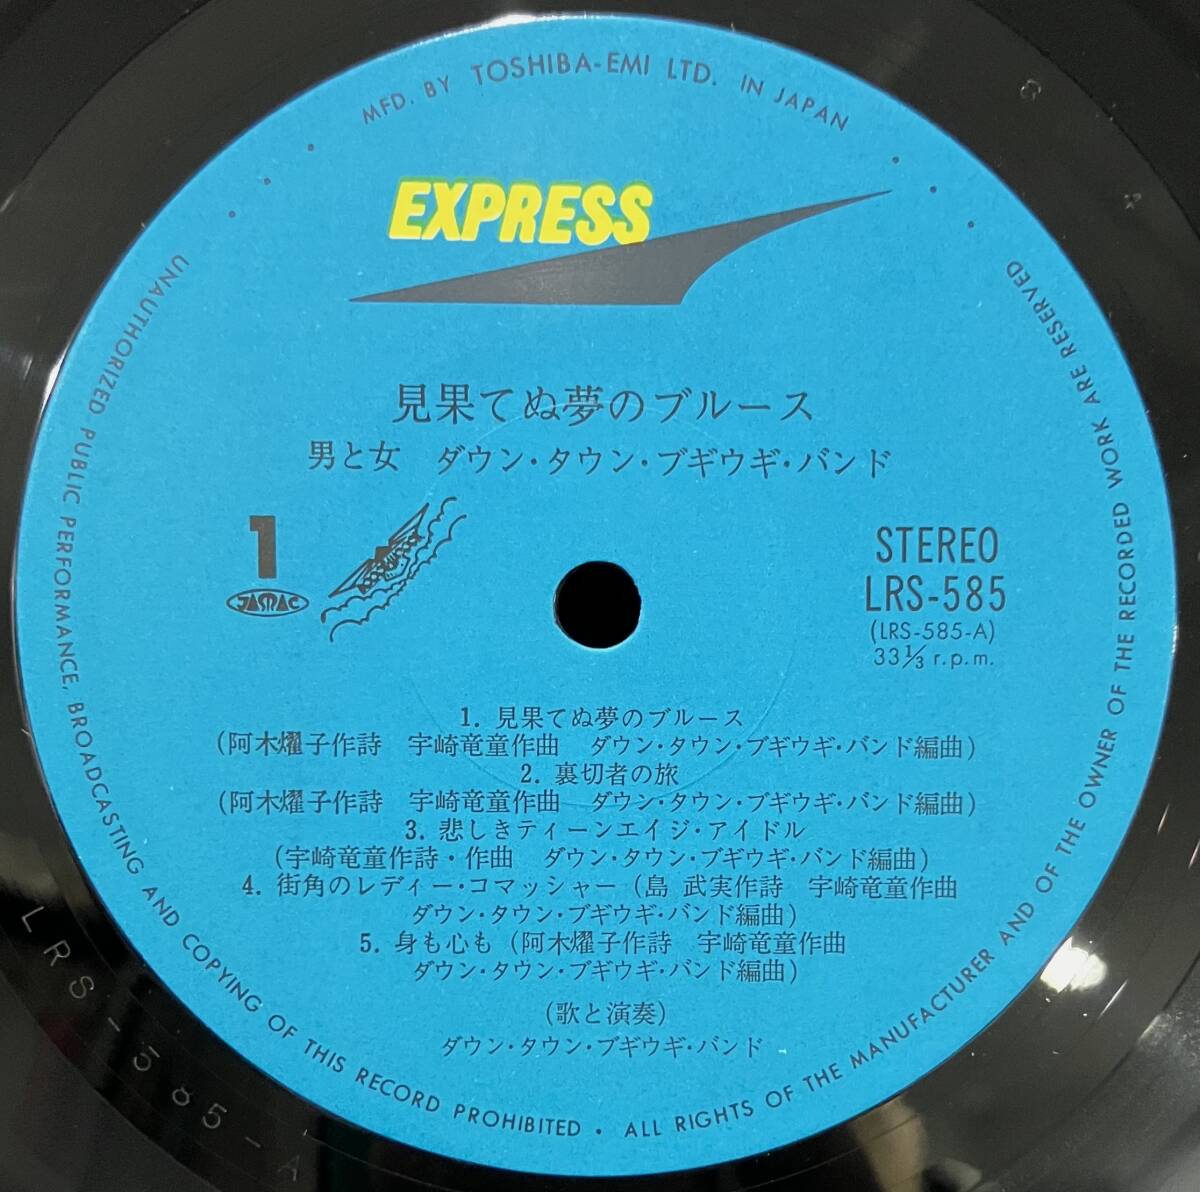 MFD. BY TOSHIBA-EMI LTD. IN JAPAN
EXPRESS
見果てぬ夢のブルース
男と女 ダウン・タウン・ブギウギ・バンド
1
JASRAC
STEREO
LRS-585
(LRS-585-A)
33⅓ r.p.m.
1. 見果てぬ夢のブルース
(阿木燿子作詩 宇崎竜童作曲 ダウン・タウン・ブギウギ・バンド編曲)
2. 裏切者の旅
(阿木燿子作詩 宇崎竜童作曲 ダウン・タウン・ブギウギ・バンド編曲)
3. 悲しきティーンエイジ・アイドル
(宇崎竜童作詩・作曲 ダウン・タウン・ブギウギ・バンド編曲)
4. 街角のレディー・コマッシャー (島 武実作詩 宇崎竜童作曲
ダウン・タウン・ブギウギ・バンド編曲)
5. 身も心も (阿木燿子作詩 宇崎竜童作曲
ダウン・タウン・ブギウギ・バンド編曲)
(歌と演奏)
ダウン・タウン・ブギウギ・バンド
UNAUTHORIZED PUBLIC PERFORMANCE, BROADCASTING AND COPYING OF THIS RECORD PROHIBITED • ALL RIGHTS OF THE MANUFACTURER AND OF THE OWNER OF THE RECORDED WORK ARE RESERVED
LRS-585-A